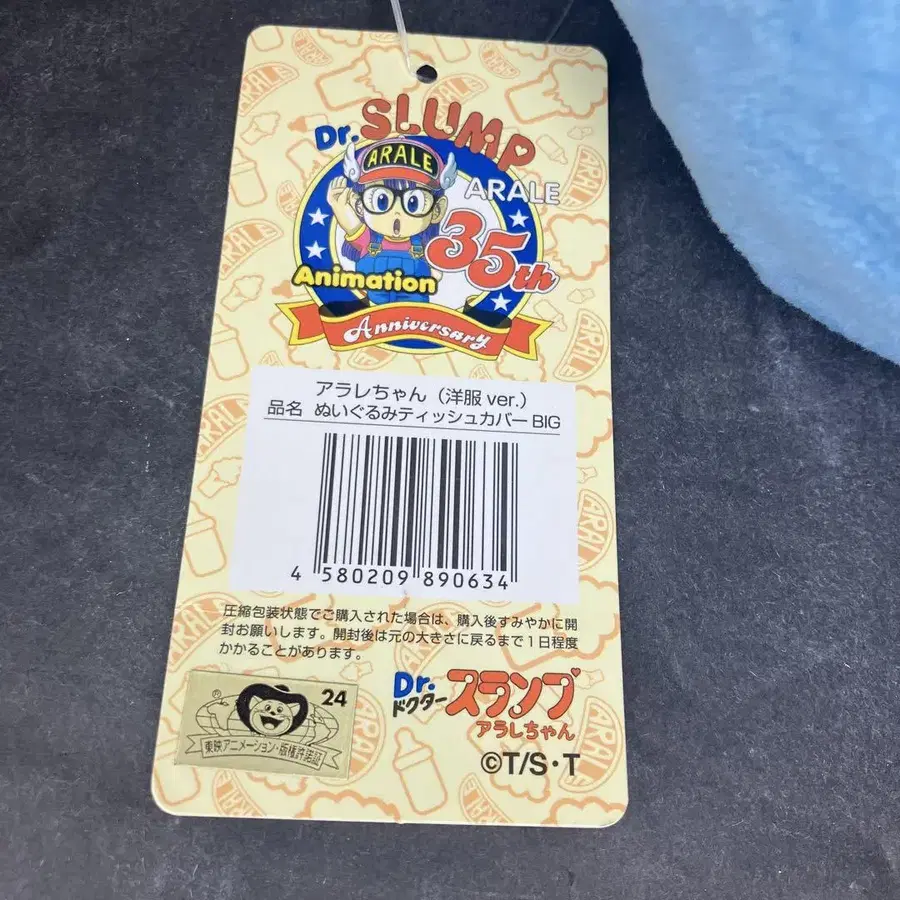 Dr. SLUMP
ARALE
ARALE
35th
Animation
Anniversary
アラレちゃん（洋服 ver.）
品名 ぬいぐるみティッシュカバー BIG
4 580209 890634
圧縮包装状態でご購入された場合は、購入後すみやかに開
封お願いします。開封後は元の大きさに戻るまで1日程度
かかることがあります。
® 24
東映アニメーション・版権許諾証
Dr.
ドクター
スランプ
アラレちゃん
©T/S・T